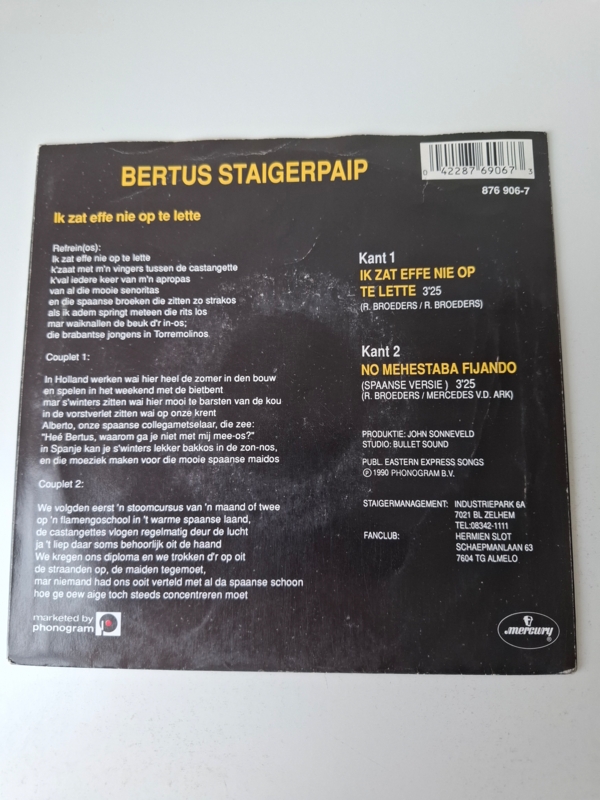 BERTUS STAIGERPAIP
0 42287 69067 3
876 906-7
Ik zat effe nie op te lette
Refrein(os):
Ik zat effe nie op te lette
k'zaat met m'n vingers tussen de castangette
k'val iedere keer van m'n apropas
van al die mooie senoritas
en die spaanse broeken die zitten zo strakos
als ik adem springt meteen die rits los
mar waiknallen de beuk d'r in-os;
die brabantse jongens in Torremolinos.
Couplet 1:
In Holland werken wai hier heel de zomer in den bouw
en spelen in het weekend met de bietbent
mar s'winters zitten wai hier mooi te barsten van de kou
in de vorstverlet zitten wai op onze krent
Alberto, onze spaanse collegametselaar, die zee:
"Heé Bertus, waarom ga je niet met mij mee-os?"
in Spanje kan je s'winters lekker bakkos in de zon-nos,
en die moeziek maken voor die mooie spaanse maidos
Couplet 2:
We volgden eerst 'n stoomcursus van 'n maand of twee
op 'n flamengoschool in 't warme spaanse laand,
de castangettes vlogen regelmatig deur de lucht
ja 't liep daar soms behoorlijk uit de haand
We kregen ons diploma en we trokken d'r op uit
de straanden op, de maiden tegemoet,
mar niemand had ons ooit verteld met al da spaanse schoon
hoe ge oew aige toch steeds concentreren moet
marketed by
phonogram
Kant 1
IK ZAT EFFE NIE OP
TE LETTE 3'25
(R. BROEDERS / R. BROEDERS)
Kant 2
NO MEHESTABA FIJANDO
(SPAANSE VERSIE ) 3'25
(R. BROEDERS / MERCEDES V.D. ARK)
PRODUKTIE: JOHN SONNEVELD
STUDIO: BULLET SOUND
PUBL. EASTERN EXPRESS SONGS
Ⓟ 1990 PHONOGRAM B.V.
STAIGERMANAGEMENT: INDUSTRIEPARK 6A
7021 BL ZELHEM
TEL:08342-1111
FANCLUB: HERMIEN SLOT
SCHAEPMANLAAN 63
7604 TG ALMELO
mercury